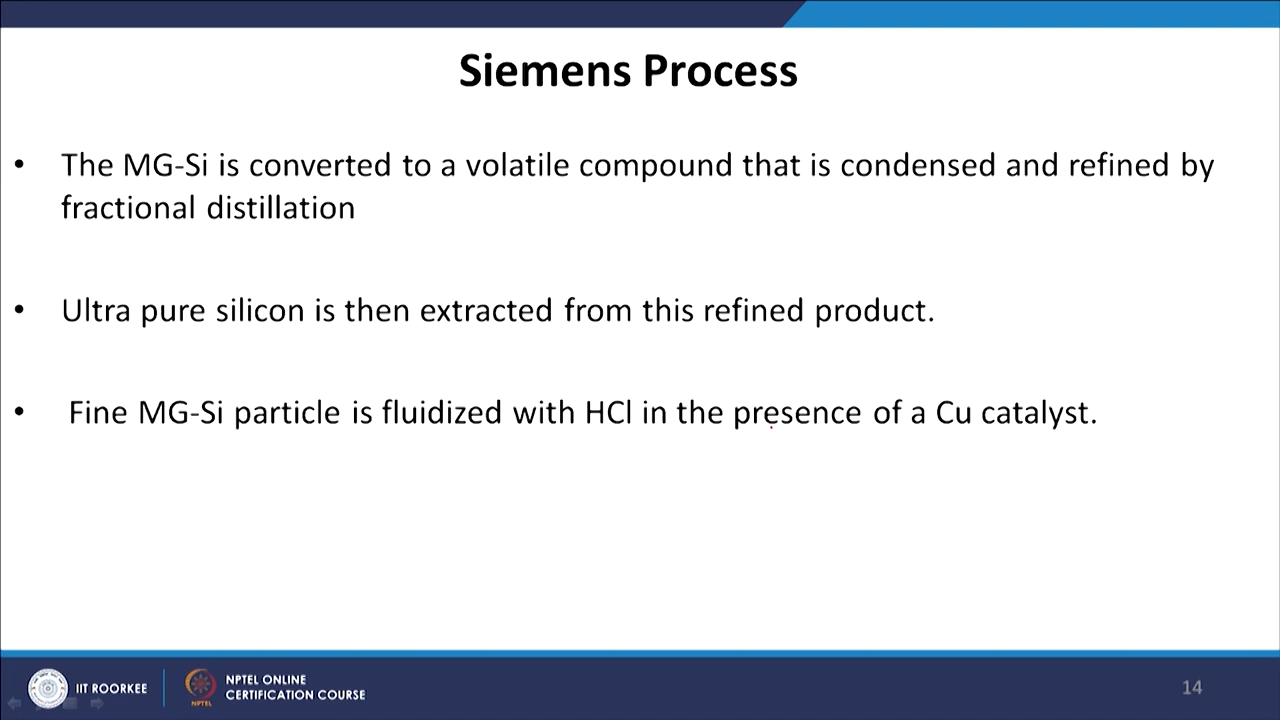 Siemens Process
• The MG-Si is converted to a volatile compound that is condensed and refined by
fractional distillation
• Ultra pure silicon is then extracted from this refined product.
• Fine MG-Si particle is fluidized with HCl in the presence of a Cu catalyst.
IIT ROORKEE
NPTEL
NPTEL ONLINE
CERTIFICATION COURSE
14